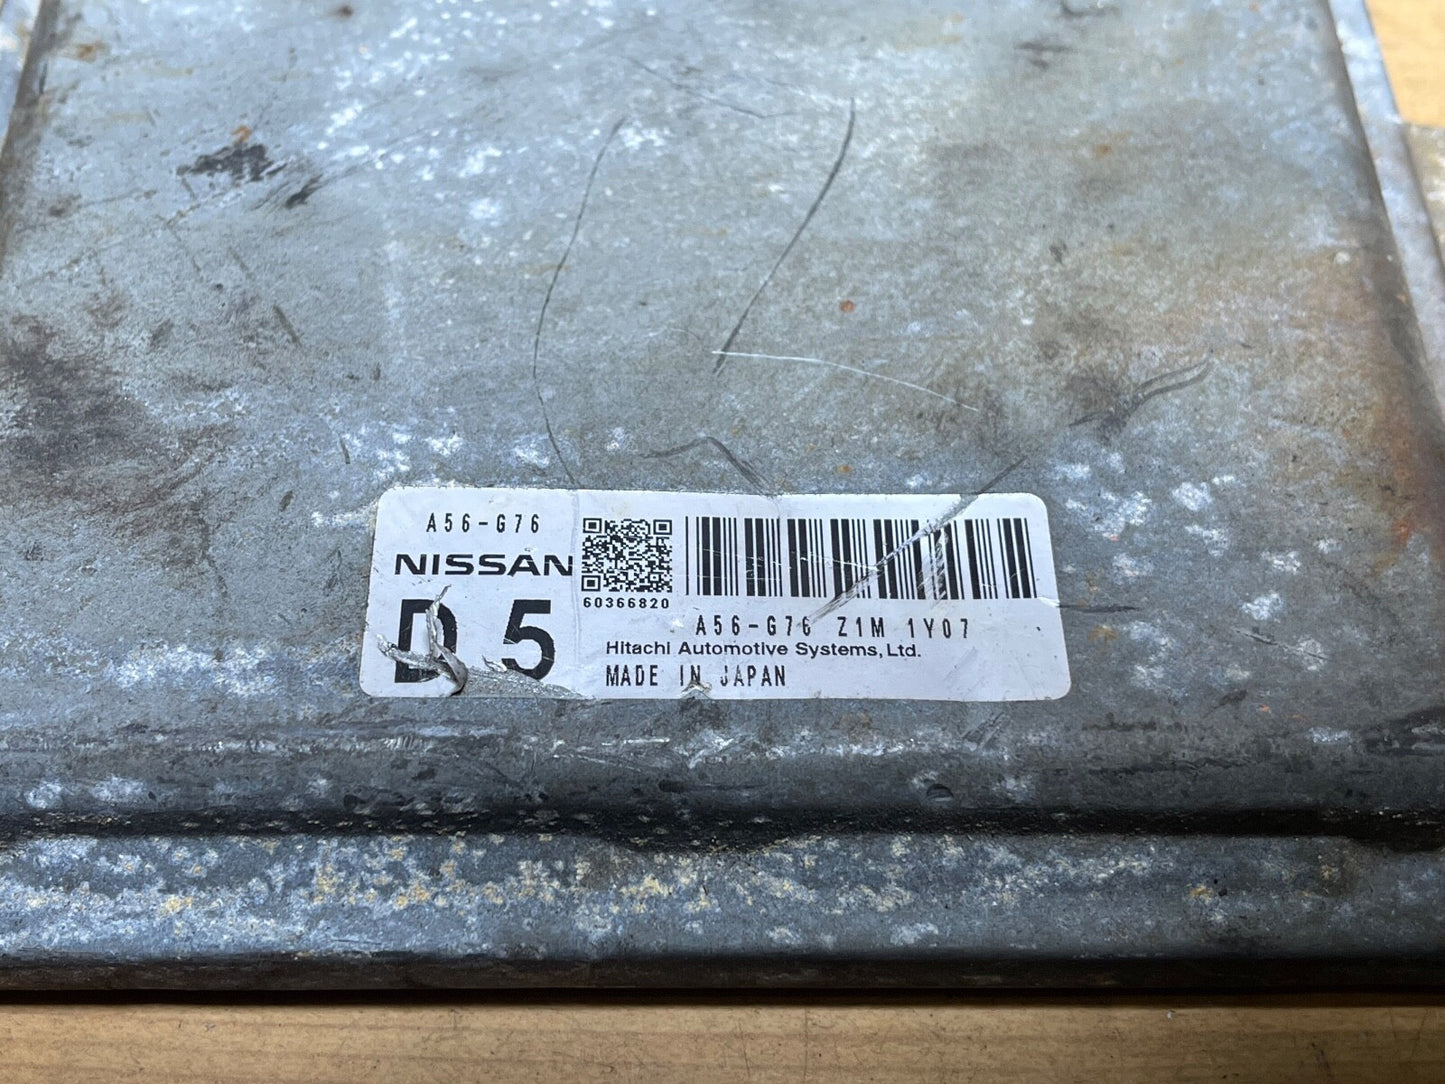 A56-G76
NISSAN
D5
60366820
A56-G76 Z1M 1Y07
Hitachi Automotive Systems, Ltd.
MADE IN JAPAN